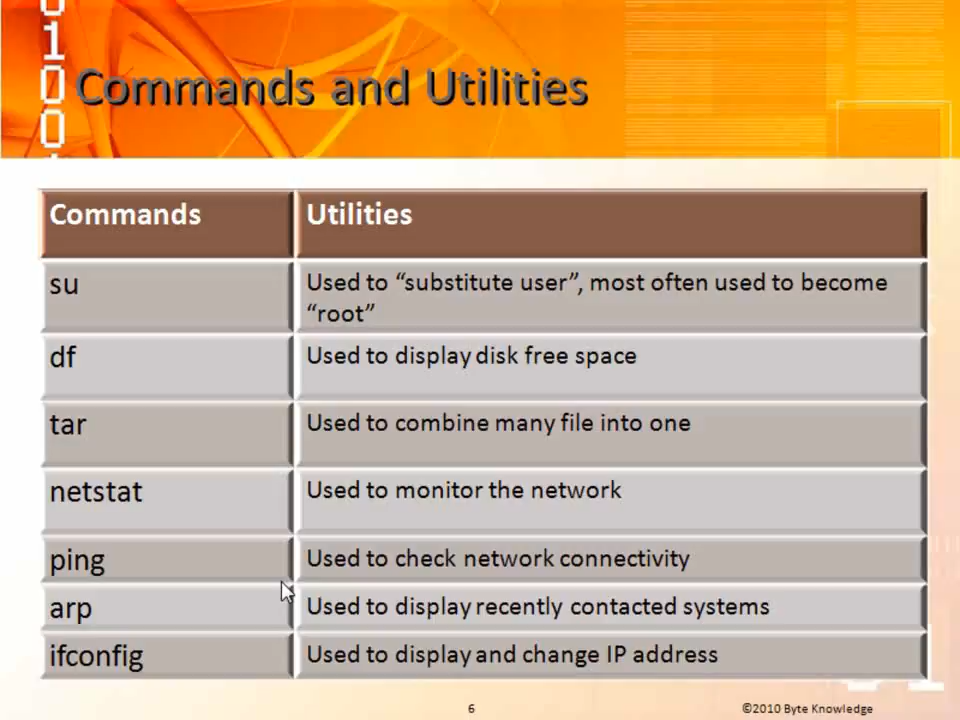 Commands and Utilities
Commands
Utilities
su
Used to “substitute user”, most often used to become
“root”
df
Used to display disk free space
tar
Used to combine many file into one
netstat
Used to monitor the network
ping
Used to check network connectivity
arp
Used to display recently contacted systems
ifconfig
Used to display and change IP address
6
©2010 Byte Knowledge